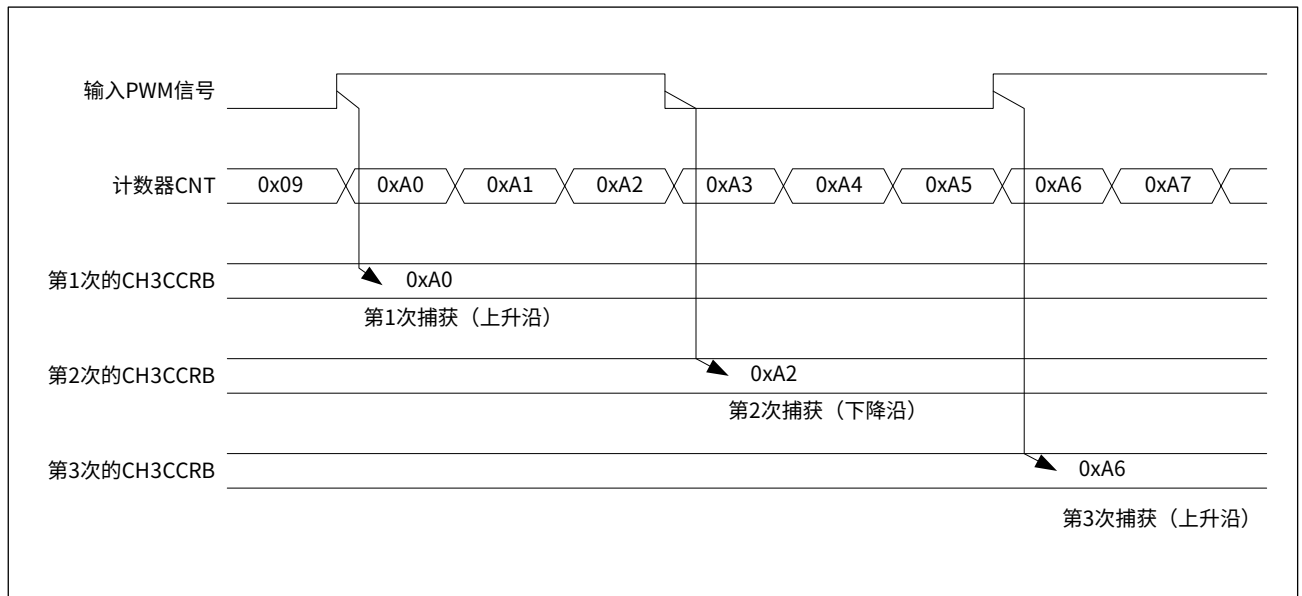 输入PWM信号
计数器CNT 0x09 0xA0 0xA1 0xA2 0xA3 0xA4 0xA5 0xA6 0xA7
第1次的CH3CCRB 0xA0
第1次捕获（上升沿）
第2次的CH3CCRB 0xA2
第2次捕获（下降沿）
第3次的CH3CCRB 0xA6
第3次捕获（上升沿）